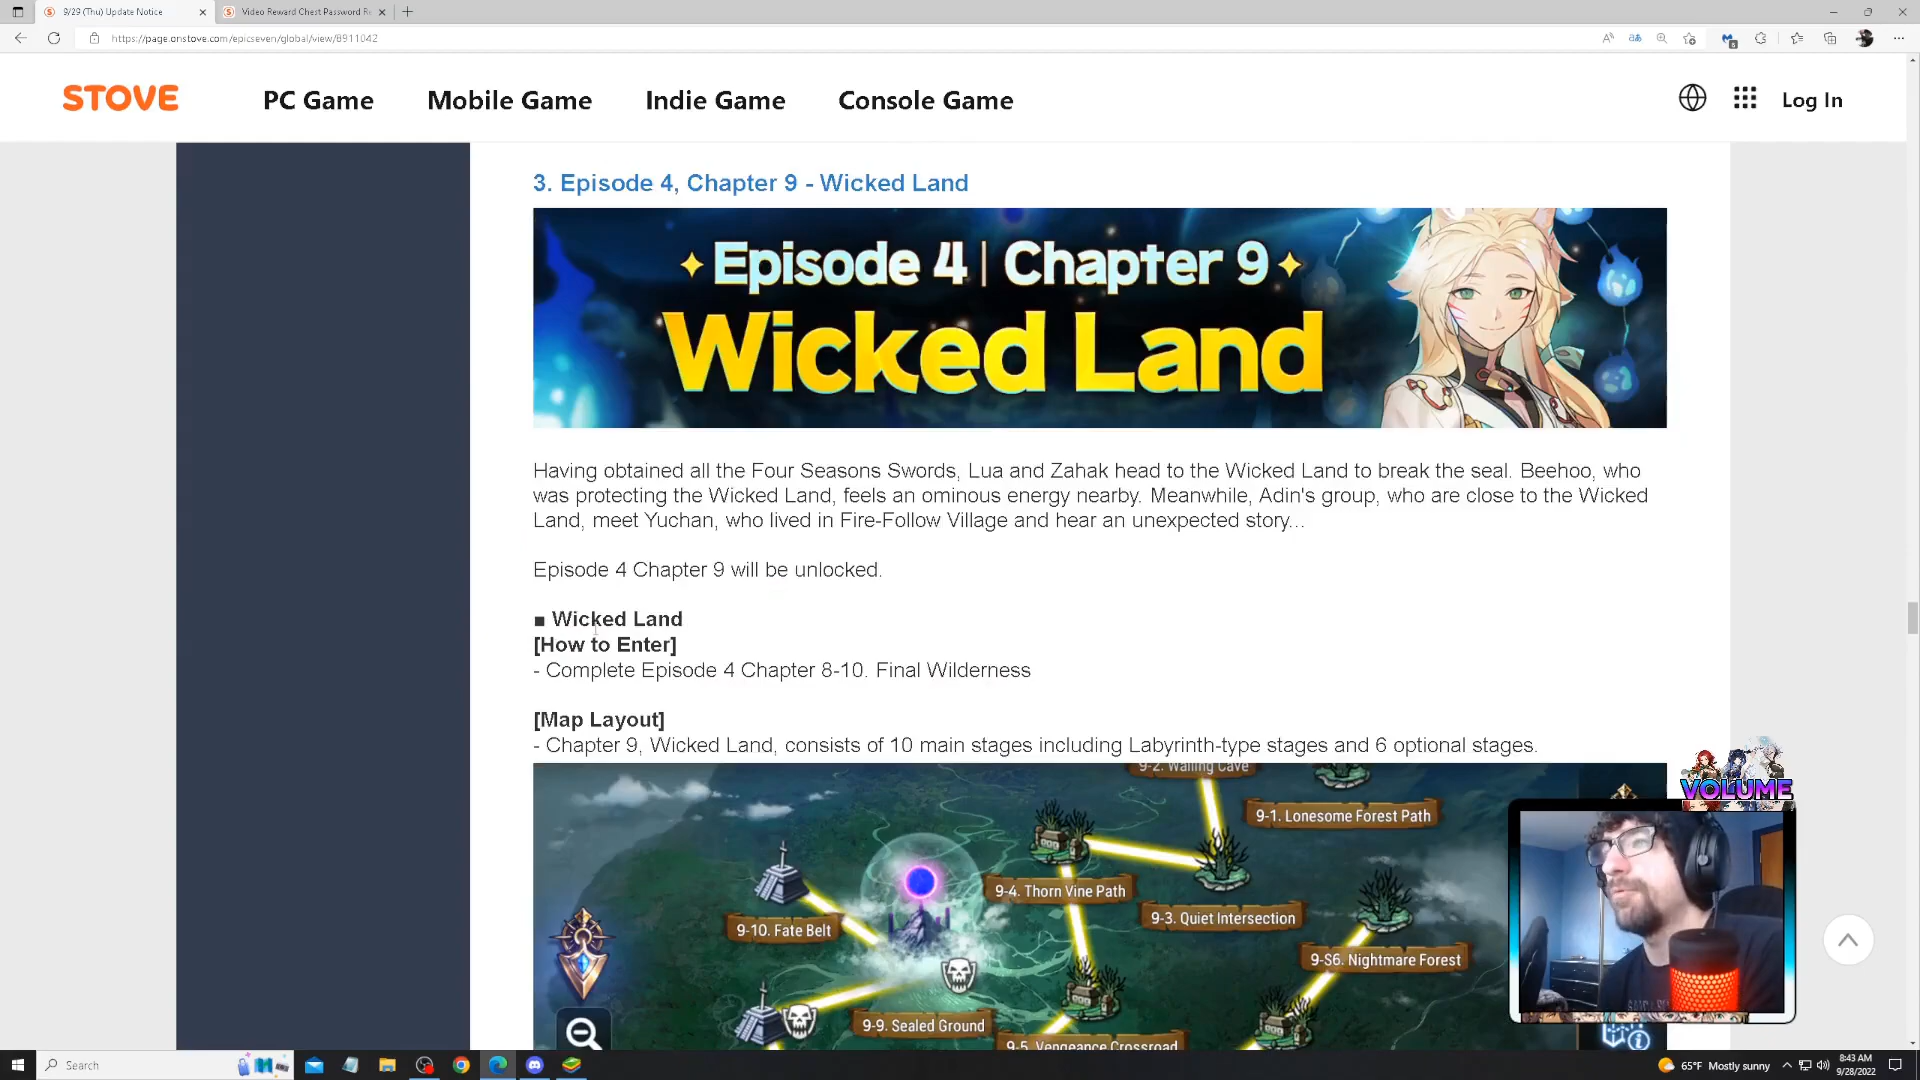 9/29 (Thu) Update Notice
Video Reward Chest Password Re
https://page.onstove.com/epicseven/global/view/8911042
STOVE
PC Game
Mobile Game
Indie Game
Console Game
Log In
3. Episode 4, Chapter 9 - Wicked Land
Episode 4 | Chapter 9
Wicked Land
Having obtained all the Four Seasons Swords, Lua and Zahak head to the Wicked Land to break the seal. Beehoo, who
was protecting the Wicked Land, feels an ominous energy nearby. Meanwhile, Adin's group, who are close to the Wicked
Land, meet Yuchan, who lived in Fire-Follow Village and hear an unexpected story...
Episode 4 Chapter 9 will be unlocked.
■ Wicked Land
[How to Enter]
- Complete Episode 4 Chapter 8-10. Final Wilderness
[Map Layout]
- Chapter 9, Wicked Land, consists of 10 main stages including Labyrinth-type stages and 6 optional stages.
9-2. Wailing Cave
9-1. Lonesome Forest Path
9-4. Thorn Vine Path
9-3. Quiet Intersection
9-10. Fate Belt
9-S6. Nightmare Forest
9-9. Sealed Ground
9-5. Vengeance Crossroad
VOLUME
Search
65°F Mostly sunny
8:43 AM
9/28/2022